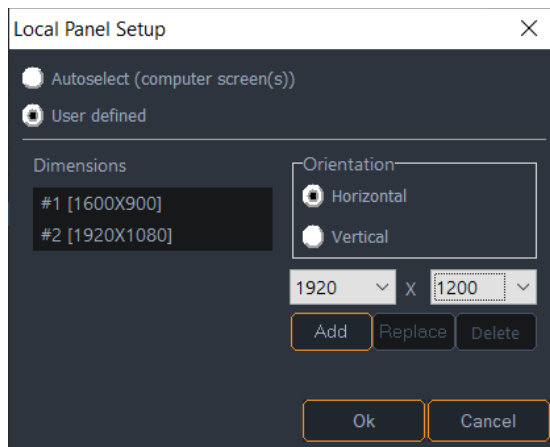 Local Panel Setup
Autoselect (computer screen(s))
User defined
Dimensions
#1 [1600X900]
#2 [1920X1080]
Orientation
Horizontal
Vertical
1920 X 1200
Add Replace Delete
Ok Cancel